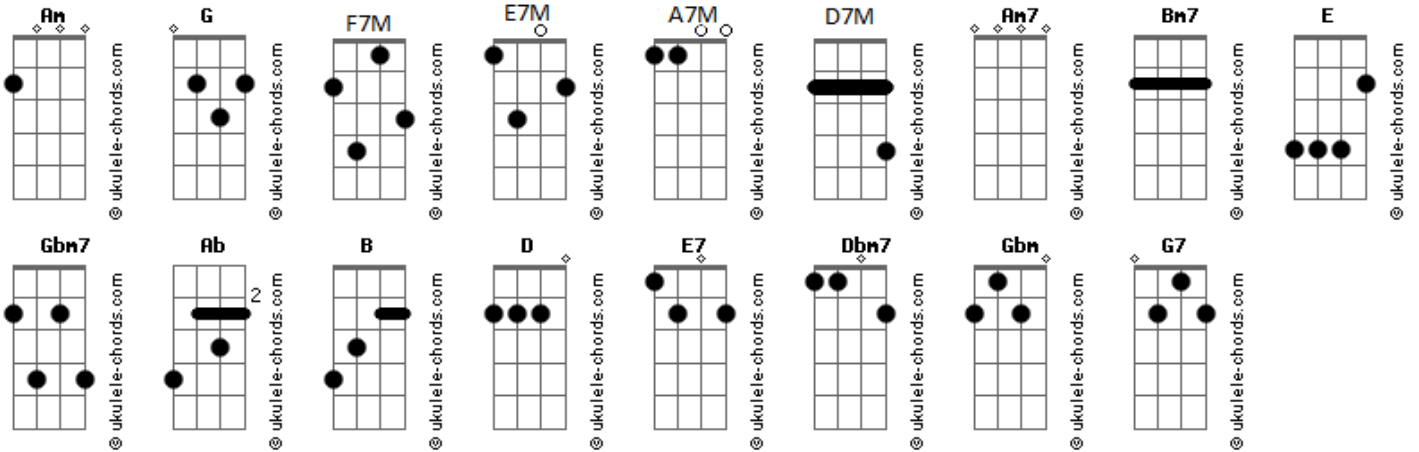 Am G F7M E7M A7M D7M Am7 Bm7 E
© ukulele-chords.com © ukulele-chords.com © ukulele-chords.com © ukulele-chords.com © ukulele-chords.com © ukulele-chords.com © ukulele-chords.com © ukulele-chords.com © ukulele-chords.com
Gbm7 Ab B D E7 Dbm7 Gbm G7
2
© ukulele-chords.com © ukulele-chords.com © ukulele-chords.com © ukulele-chords.com © ukulele-chords.com © ukulele-chords.com © ukulele-chords.com © ukulele-chords.com